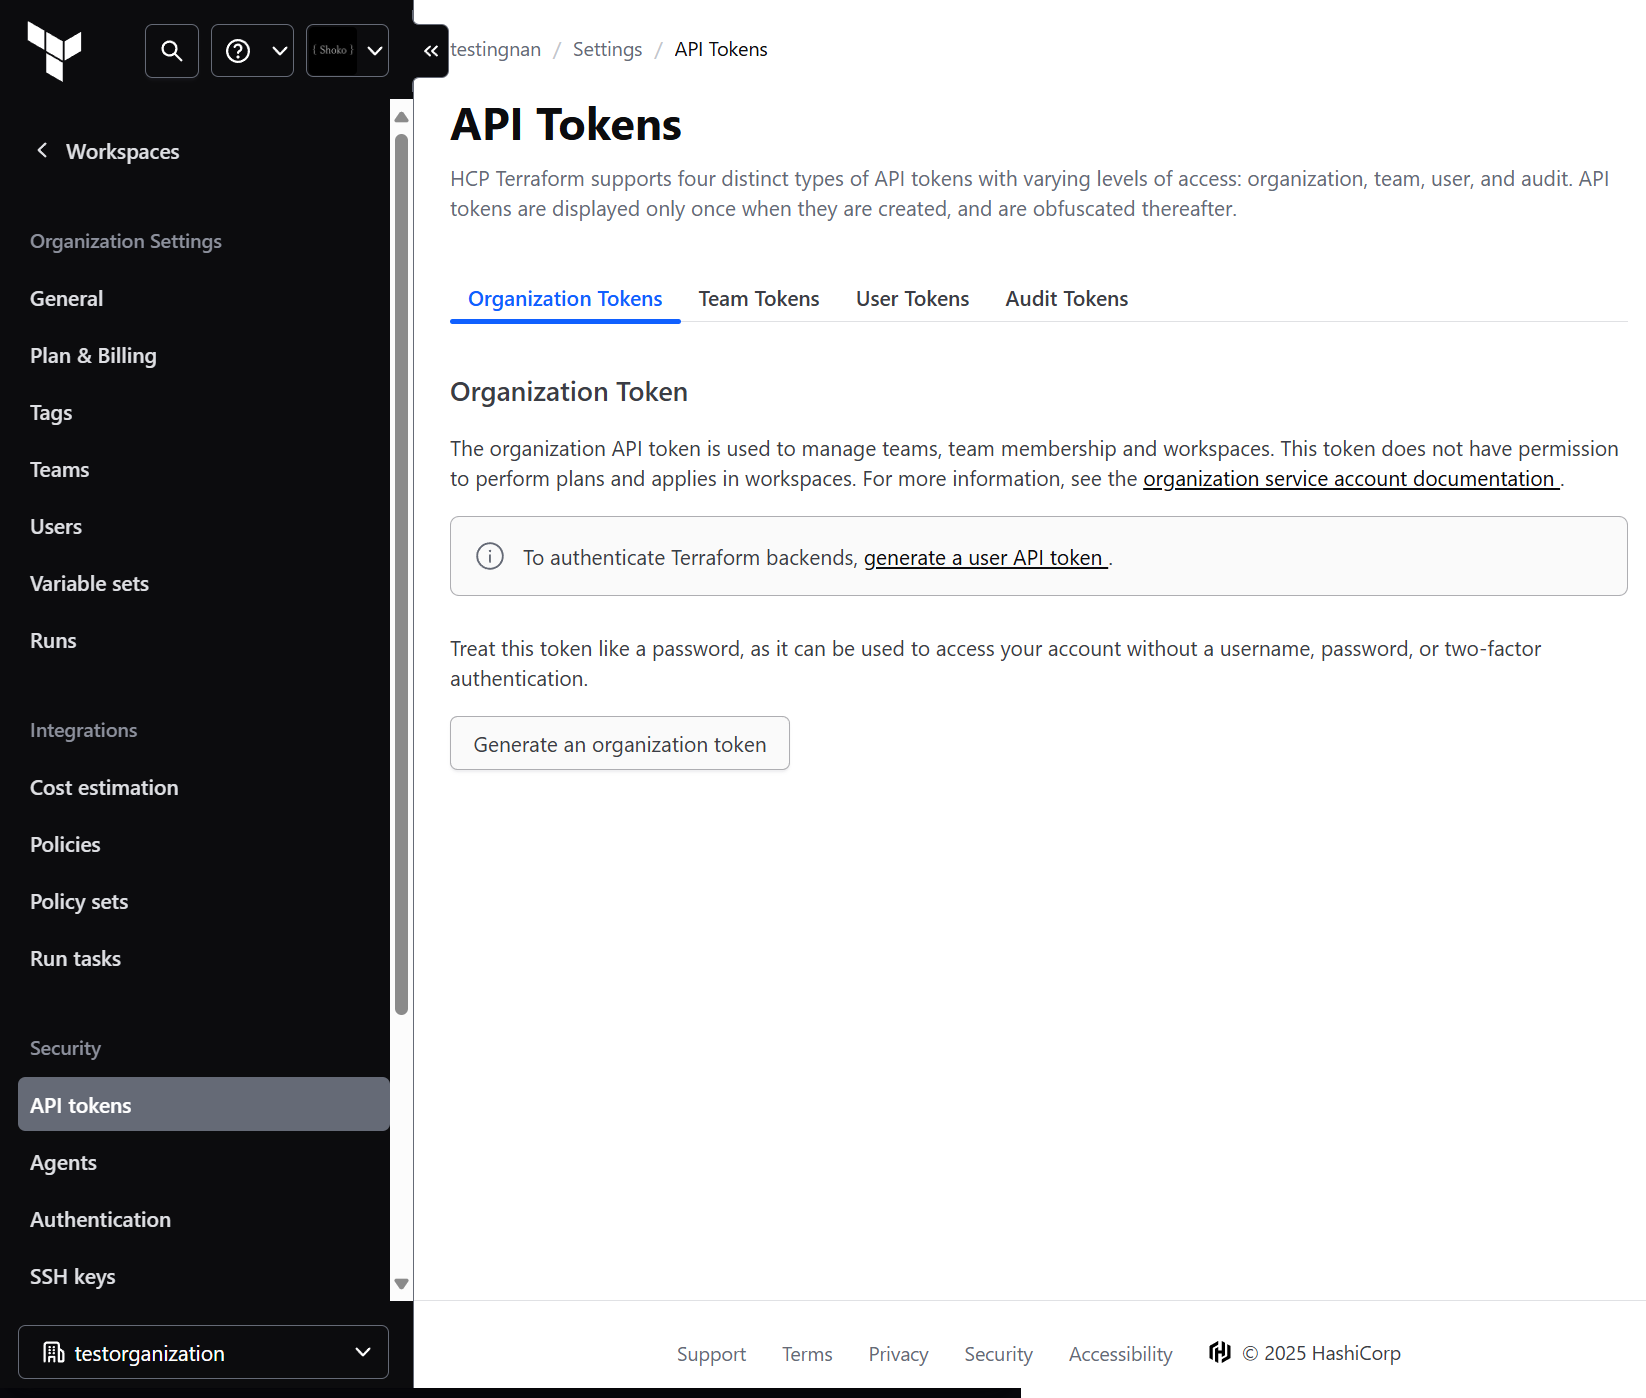 { Shoko }
Workspaces
Organization Settings
General
Plan & Billing
Tags
Teams
Users
Variable sets
Runs
Integrations
Cost estimation
Policies
Policy sets
Run tasks
Security
API tokens
Agents
Authentication
SSH keys
testorganization
testingnan / Settings / API Tokens
API Tokens
HCP Terraform supports four distinct types of API tokens with varying levels of access: organization, team, user, and audit. API
tokens are displayed only once when they are created, and are obfuscated thereafter.
Organization Tokens Team Tokens User Tokens Audit Tokens
Organization Token
The organization API token is used to manage teams, team membership and workspaces. This token does not have permission
to perform plans and applies in workspaces. For more information, see the organization service account documentation .
To authenticate Terraform backends, generate a user API token .
Treat this token like a password, as it can be used to access your account without a username, password, or two-factor
authentication.
Generate an organization token
Support Terms Privacy Security Accessibility © 2025 HashiCorp